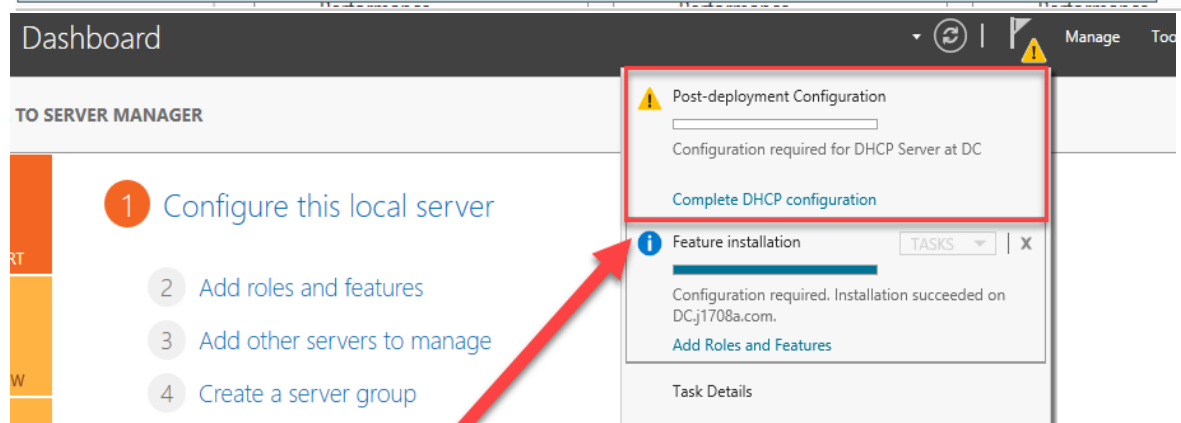 Dashboard
Manage
TO SERVER MANAGER
Post-deployment Configuration
Configuration required for DHCP Server at DC
Complete DHCP configuration
1 Configure this local server
Feature installation
TASKS
X
2 Add roles and features
Configuration required. Installation succeeded on
DC.j1708a.com.
3 Add other servers to manage
Add Roles and Features
4 Create a server group
Task Details